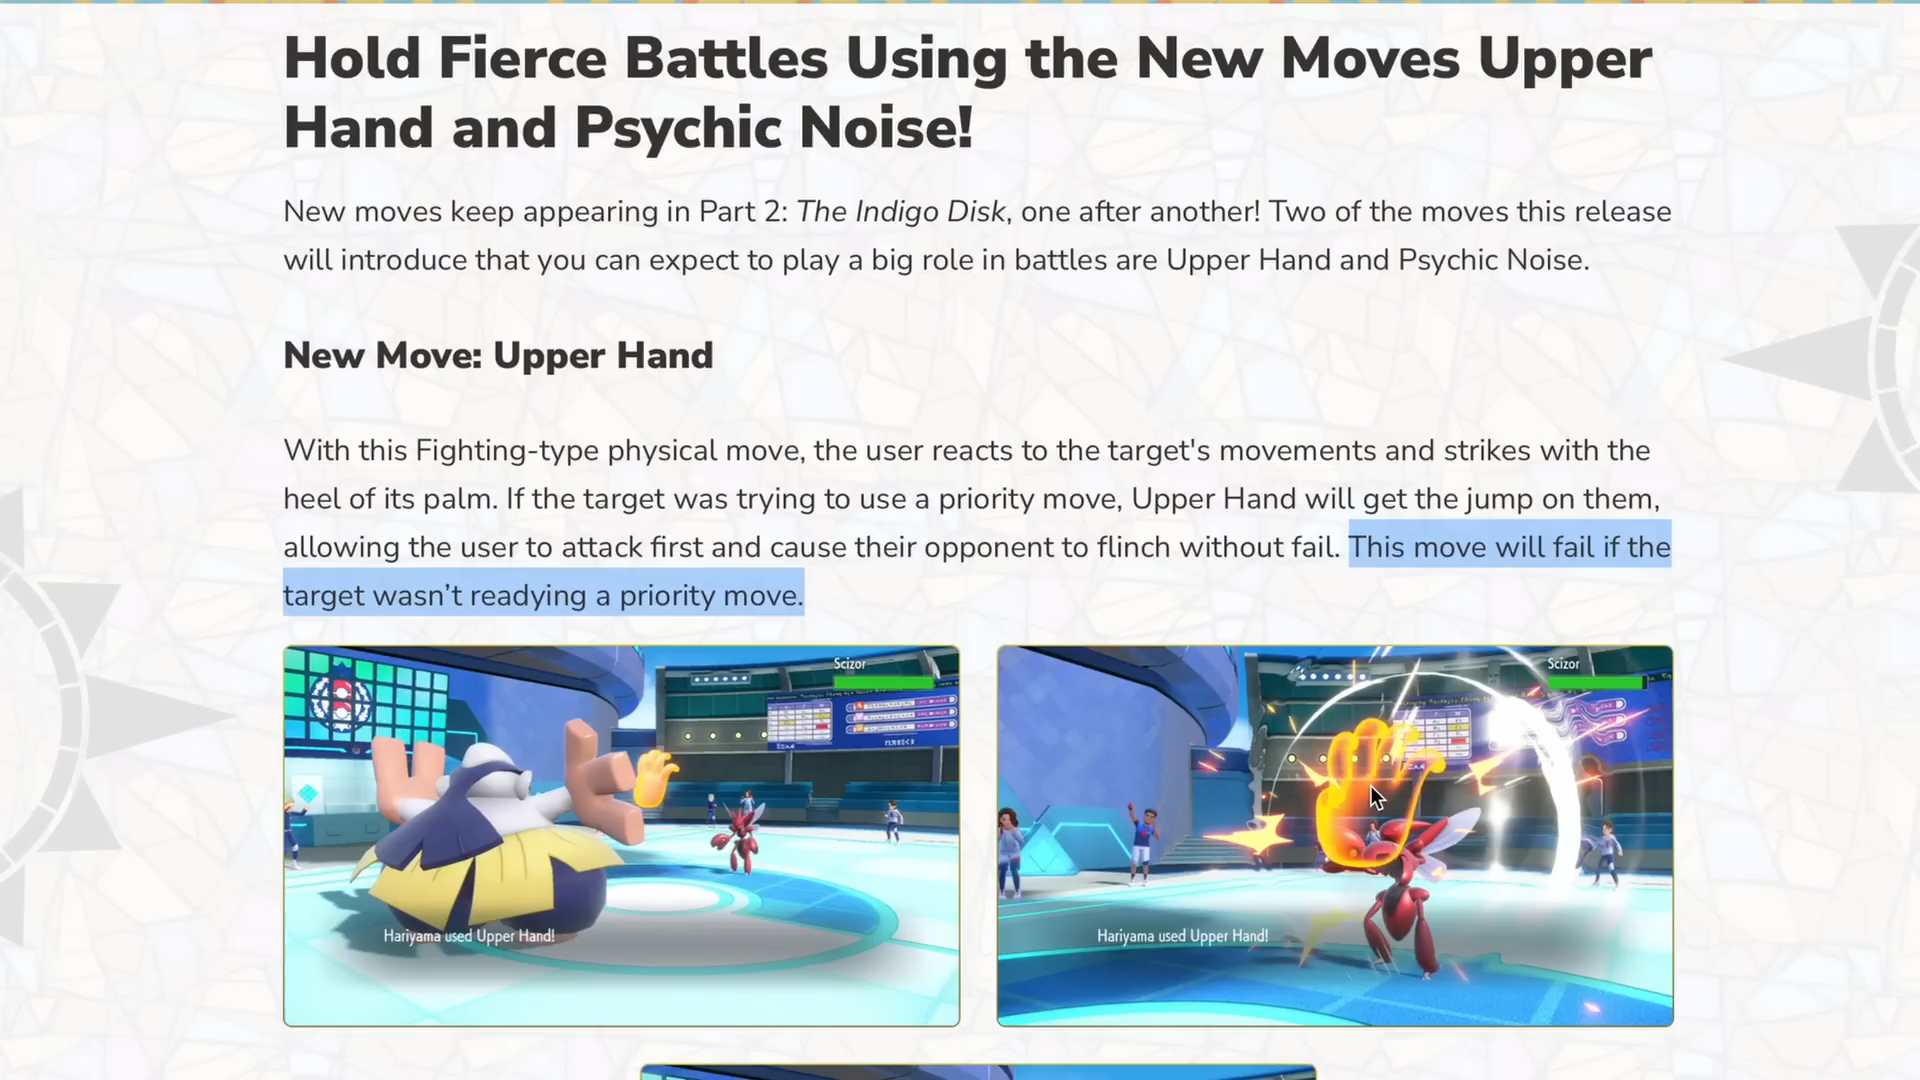 Hold Fierce Battles Using the New Moves Upper
Hand and Psychic Noise!
New moves keep appearing in Part 2: The Indigo Disk, one after another! Two of the moves this release
will introduce that you can expect to play a big role in battles are Upper Hand and Psychic Noise.
New Move: Upper Hand
With this Fighting-type physical move, the user reacts to the target's movements and strikes with the
heel of its palm. If the target was trying to use a priority move, Upper Hand will get the jump on them,
allowing the user to attack first and cause their opponent to flinch without fail. This move will fail if the
target wasn’t readying a priority move.
Scizor
Hariyama used Upper Hand!
Scizor
Hariyama used Upper Hand!